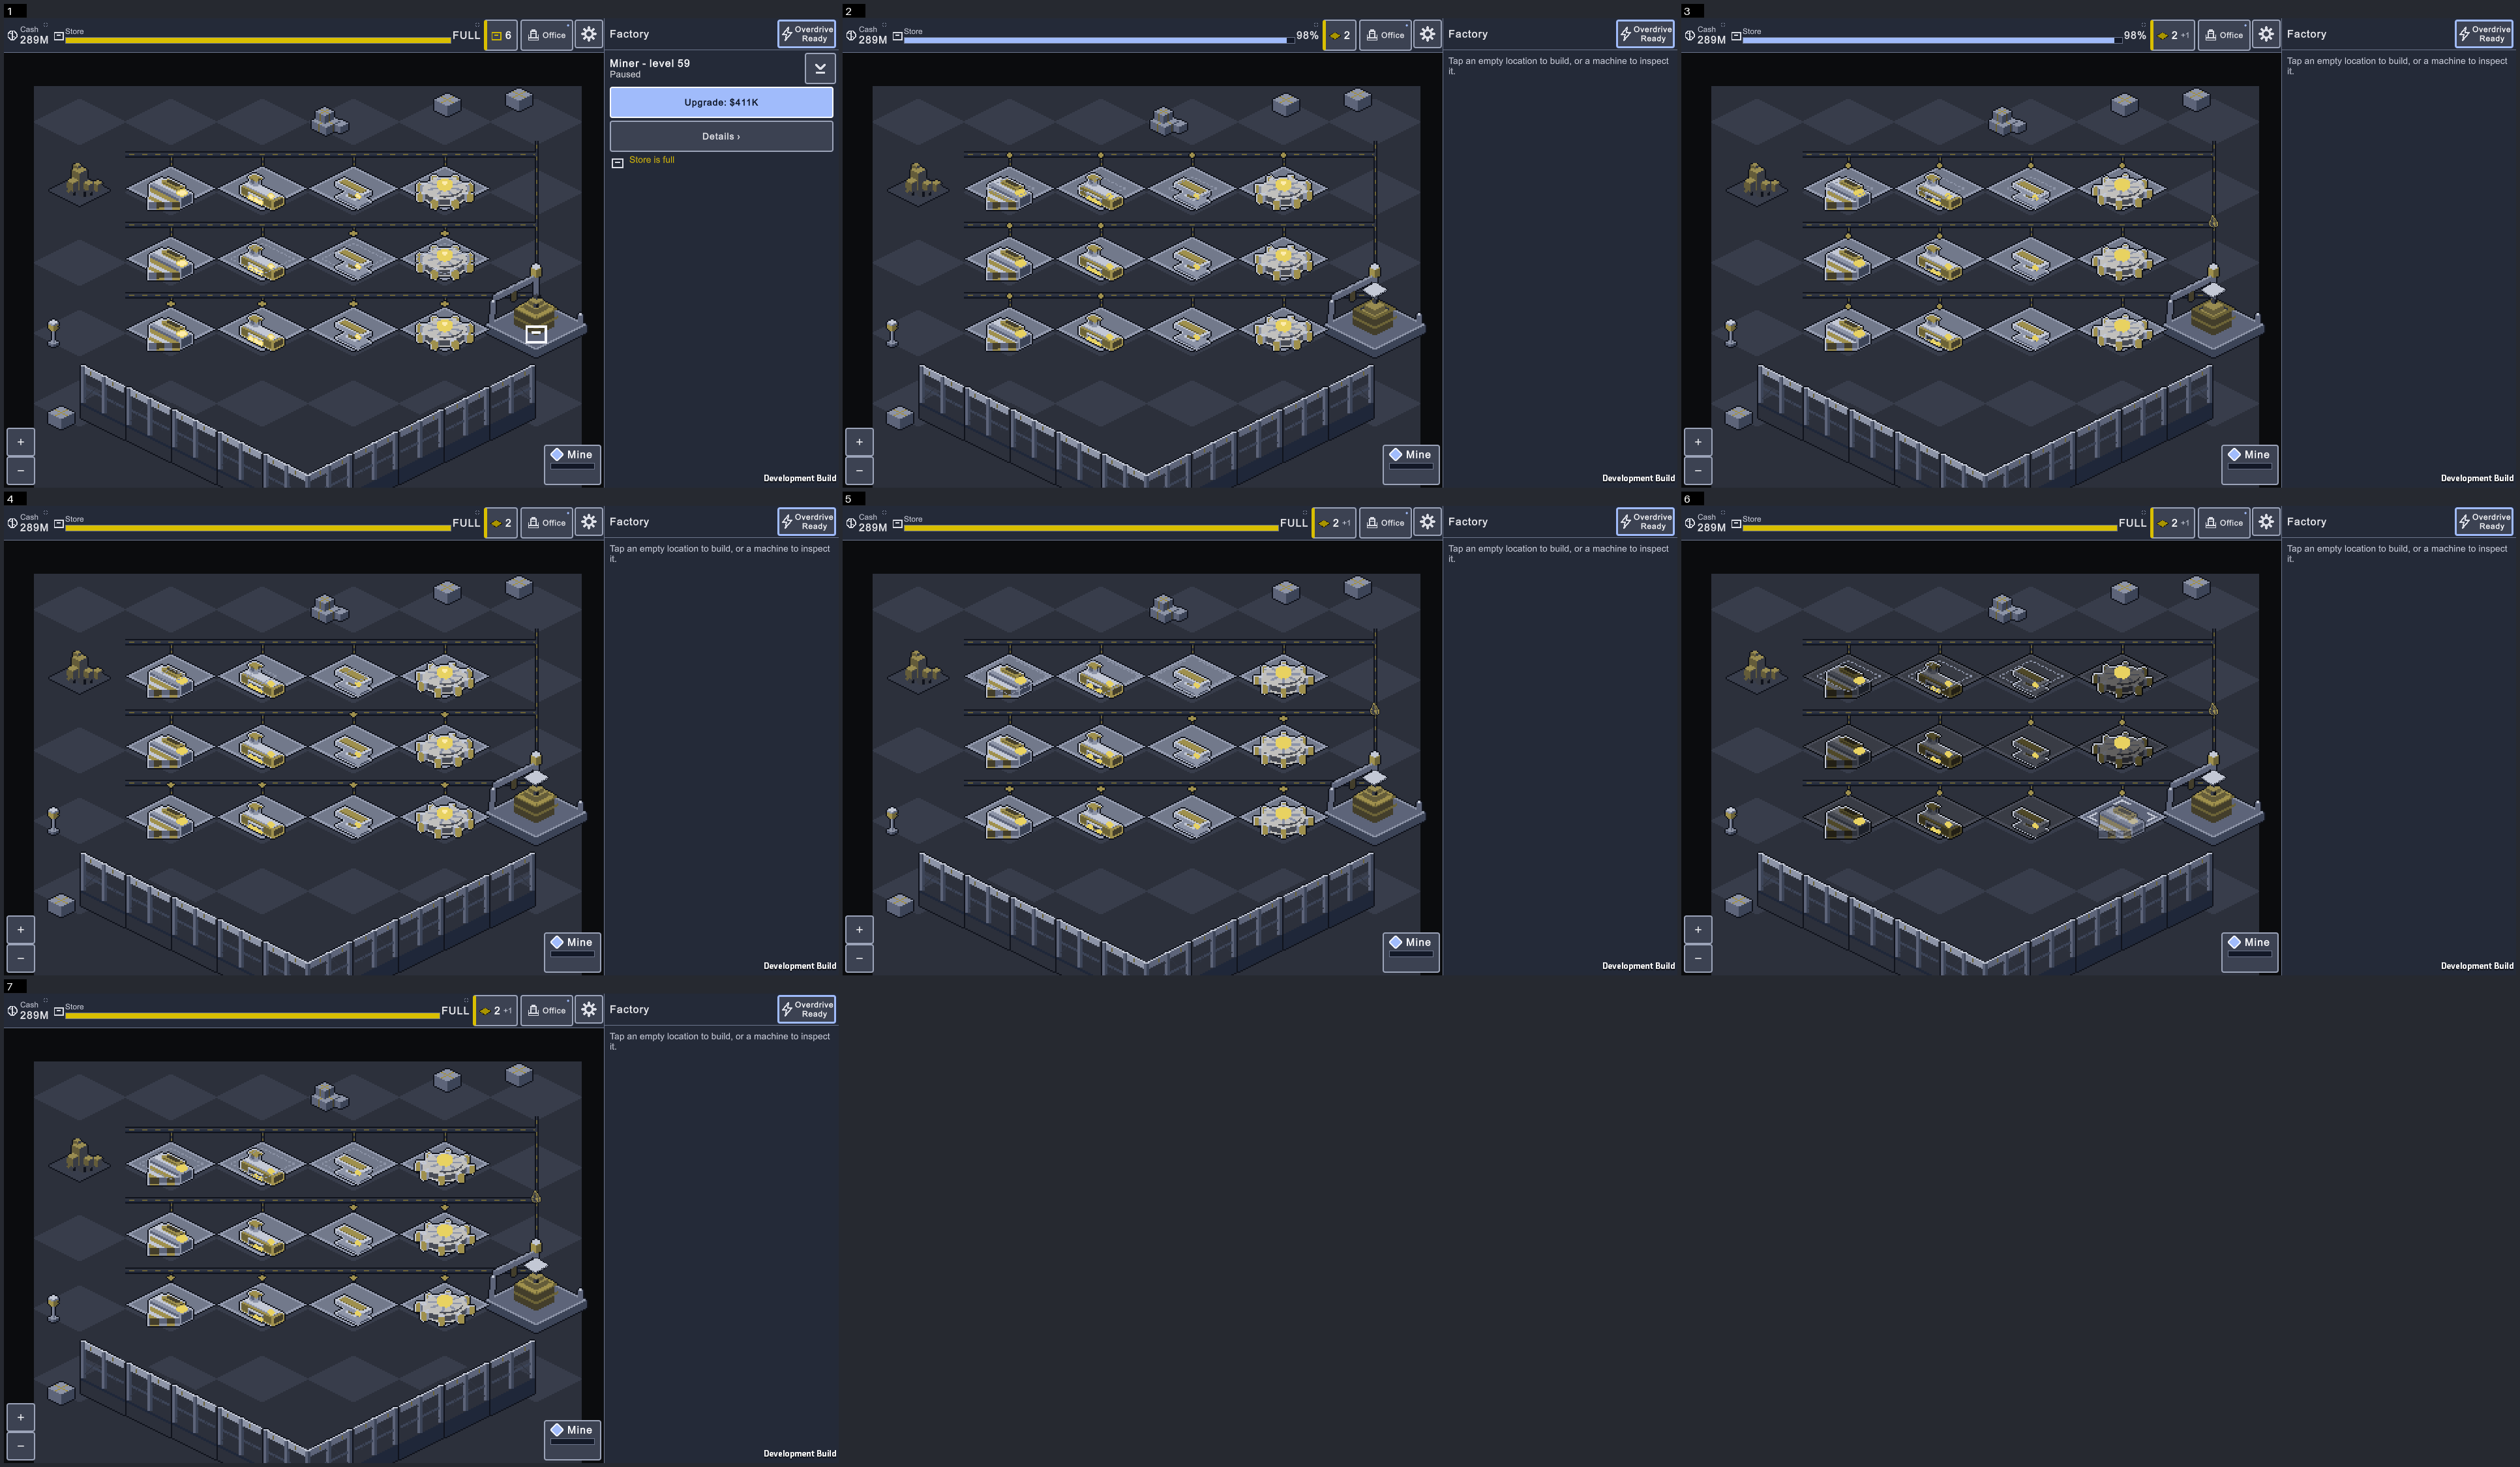 1
Cash
289M
Store
FULL
6
Office
Factory
Overdrive
Ready
Miner - level 59
Paused
Upgrade: $411K
Details ›
Store is full
+
−
Mine
Development Build
2
Cash
289M
Store
98%
2
Office
Factory
Overdrive
Ready
Tap an empty location to build, or a machine to inspect
it.
+
−
Mine
Development Build
3
Cash
289M
Store
98%
2 +1
Office
Factory
Overdrive
Ready
Tap an empty location to build, or a machine to inspect
it.
+
−
Mine
Development Build
4
Cash
289M
Store
FULL
2
Office
Factory
Overdrive
Ready
Tap an empty location to build, or a machine to inspect
it.
+
−
Mine
Development Build
5
Cash
289M
Store
FULL
2 +1
Office
Factory
Overdrive
Ready
Tap an empty location to build, or a machine to inspect
it.
+
−
Mine
Development Build
6
Cash
289M
Store
FULL
2 +1
Office
Factory
Overdrive
Ready
Tap an empty location to build, or a machine to inspect
it.
+
−
Mine
Development Build
7
Cash
289M
Store
FULL
2 +1
Office
Factory
Overdrive
Ready
Tap an empty location to build, or a machine to inspect
it.
+
−
Mine
Development Build